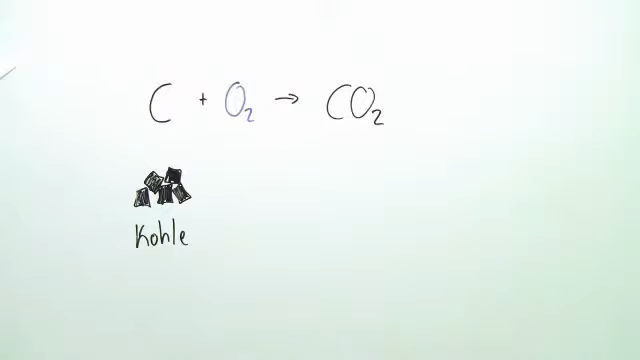 C + O₂ → CO₂
Kohle